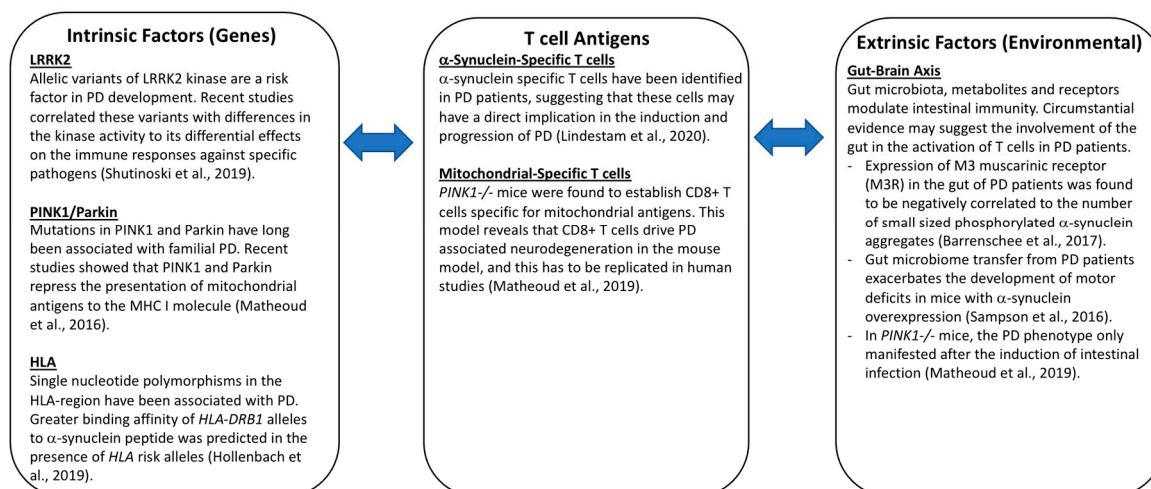 Intrinsic Factors (Genes)
LRRK2
Allelic variants of LRRK2 kinase are a risk
factor in PD development. Recent studies
correlated these variants with differences in
the kinase activity to its differential effects
on the immune responses against specific
pathogens (Shutinoski et al., 2019).
PINK1/Parkin
Mutations in PINK1 and Parkin have long
been associated with familial PD. Recent
studies showed that PINK1 and Parkin
repress the presentation of mitochondrial
antigens to the MHC I molecule (Matheoud
et al., 2016).
HLA
Single nucleotide polymorphisms in the
HLA-region have been associated with PD.
Greater binding affinity of HLA-DRB1 alleles
to α-synuclein peptide was predicted in the
presence of HLA risk alleles (Hollenbach et
al., 2019).
T cell Antigens
α-Synuclein-Specific T cells
α-synuclein specific T cells have been identified
in PD patients, suggesting that these cells may
have a direct implication in the induction and
progression of PD (Lindestam et al., 2020).
Mitochondrial-Specific T cells
PINK1-/- mice were found to establish CD8+ T
cells specific for mitochondrial antigens. This
model reveals that CD8+ T cells drive PD
associated neurodegeneration in the mouse
model, and this has to be replicated in human
studies (Matheoud et al., 2019).
Extrinsic Factors (Environmental)
Gut-Brain Axis
Gut microbiota, metabolites and receptors
modulate intestinal immunity. Circumstantial
evidence may suggest the involvement of the
gut in the activation of T cells in PD patients.
- Expression of M3 muscarinic receptor
(M3R) in the gut of PD patients was found
to be negatively correlated to the number
of small sized phosphorylated α-synuclein
aggregates (Barrenschee et al., 2017).
- Gut microbiome transfer from PD patients
exacerbates the development of motor
deficits in mice with α-synuclein
overexpression (Sampson et al., 2016).
- In PINK1-/- mice, the PD phenotype only
manifested after the induction of intestinal
infection (Matheoud et al., 2019).